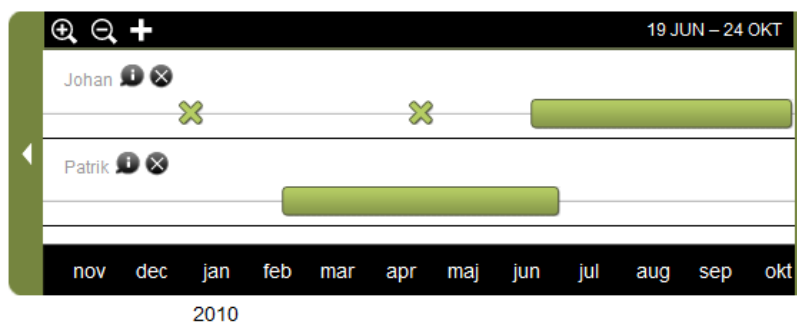 19 JUN – 24 OKT
Johan
Patrik
nov dec jan feb mar apr maj jun jul aug sep okt
2010